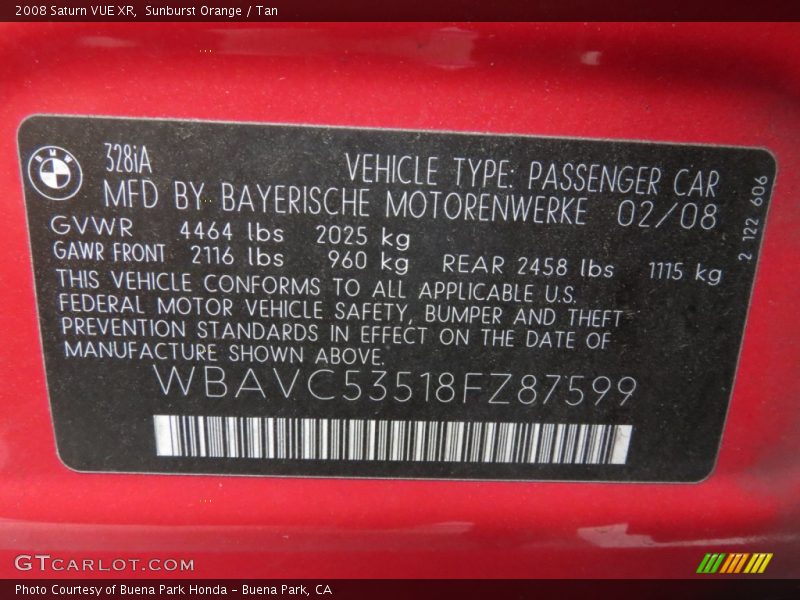 2008 Saturn VUE XR,  Sunburst Orange / Tan
BMW
328iA
VEHICLE TYPE: PASSENGER CAR
MFD BY BAYERISCHE MOTORENWERKE 02/08
GVWR 4464 lbs 2025 kg
GAWR FRONT 2116 lbs 960 kg REAR 2458 lbs 1115 kg
THIS VEHICLE CONFORMS TO ALL APPLICABLE U.S.
FEDERAL MOTOR VEHICLE SAFETY, BUMPER AND THEFT
PREVENTION STANDARDS IN EFFECT ON THE DATE OF
MANUFACTURE SHOWN ABOVE.
WBAVC53518FZ87599
2 122 606
GTCARLOT.COM
Photo Courtesy of Buena Park Honda - Buena Park, CA